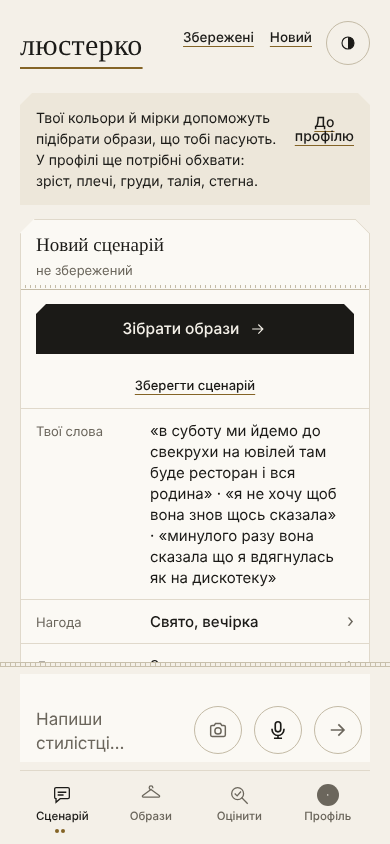 люстерко
Збережені Новий
Твої кольори й мірки допоможуть
підібрати образи, що тобі пасують.
У профілі ще потрібні обхвати:
зріст, плечі, груди, талія, стегна.
До
профілю
Новий сценарій
не збережений
Зібрати образи →
Зберегти сценарій
Твої слова
«в суботу ми йдемо до
свекрухи на ювілей там
буде ресторан і вся
родина» · «я не хочу щоб
вона знов щось сказала»
· «минулого разу вона
сказала що я вдягнулась
як на дискотеку»
Нагода
Свято, вечірка
Напиши
стилістці...
Сценарій
Образи
Оцінити
Профіль